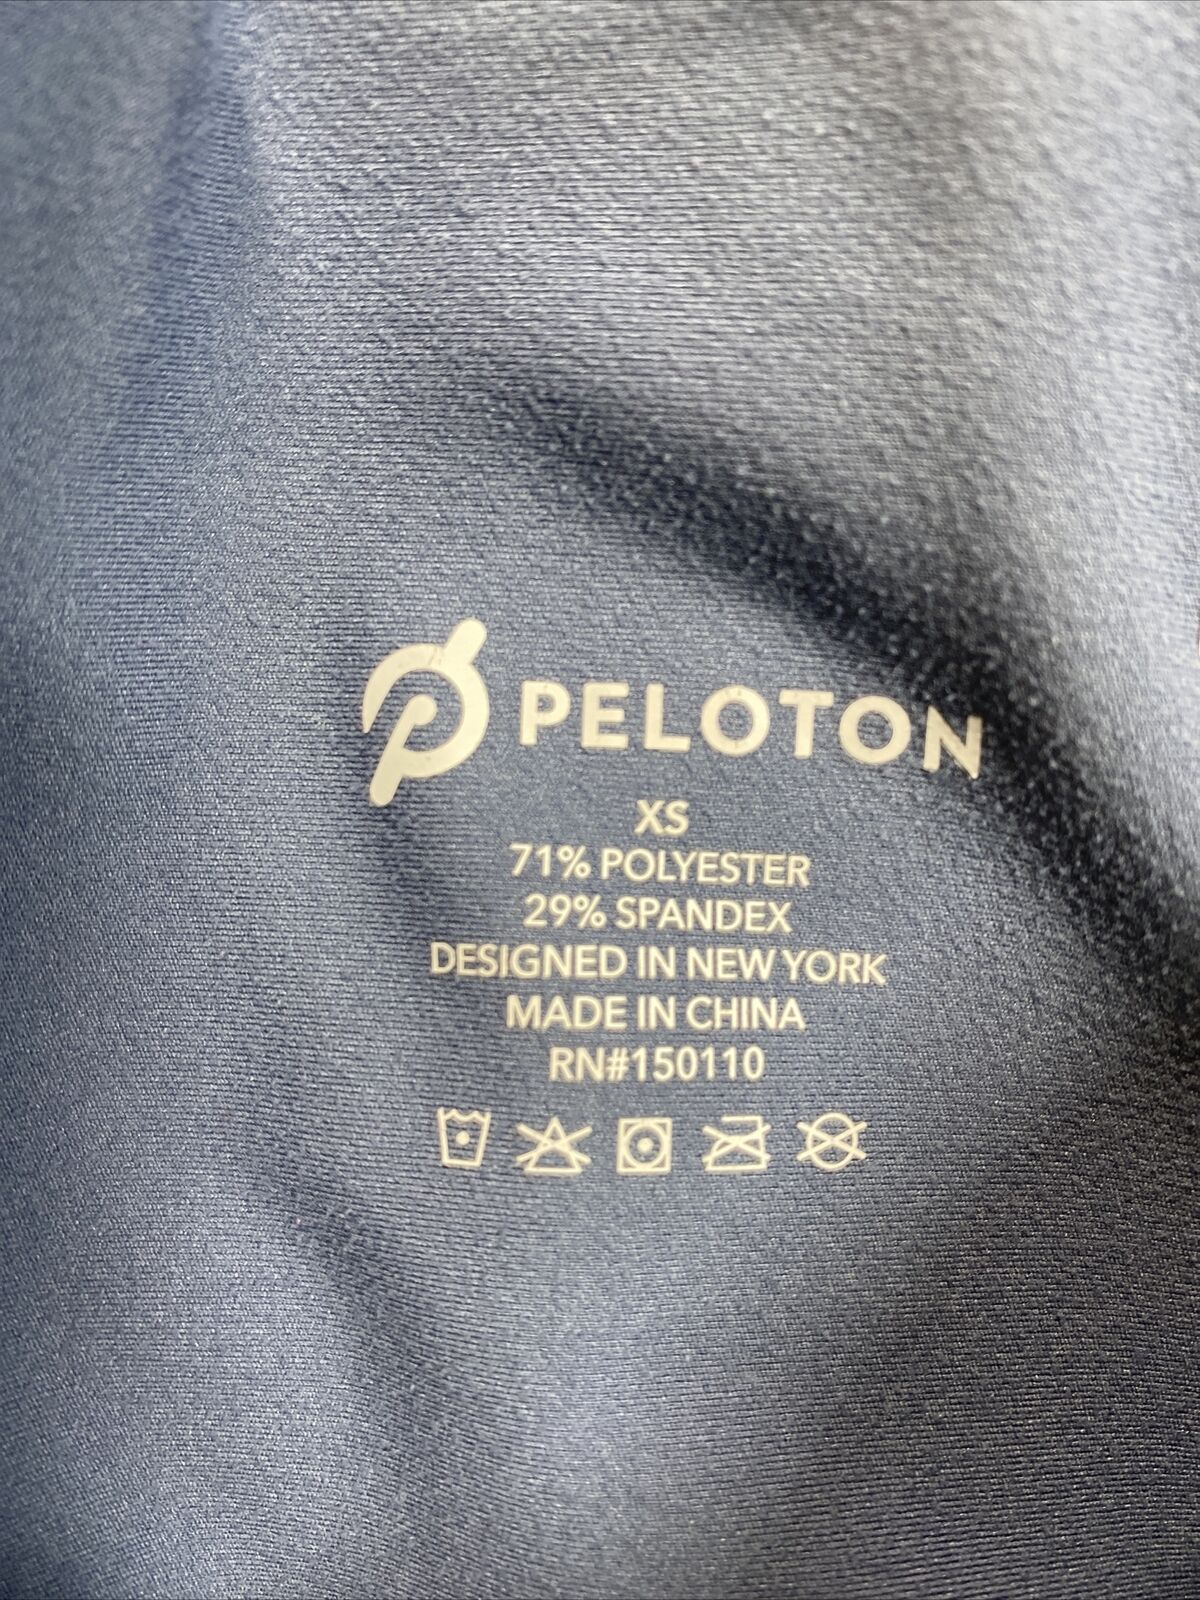 PELOTON
XS
71% POLYESTER
29% SPANDEX
DESIGNED IN NEW YORK
MADE IN CHINA
RN#150110